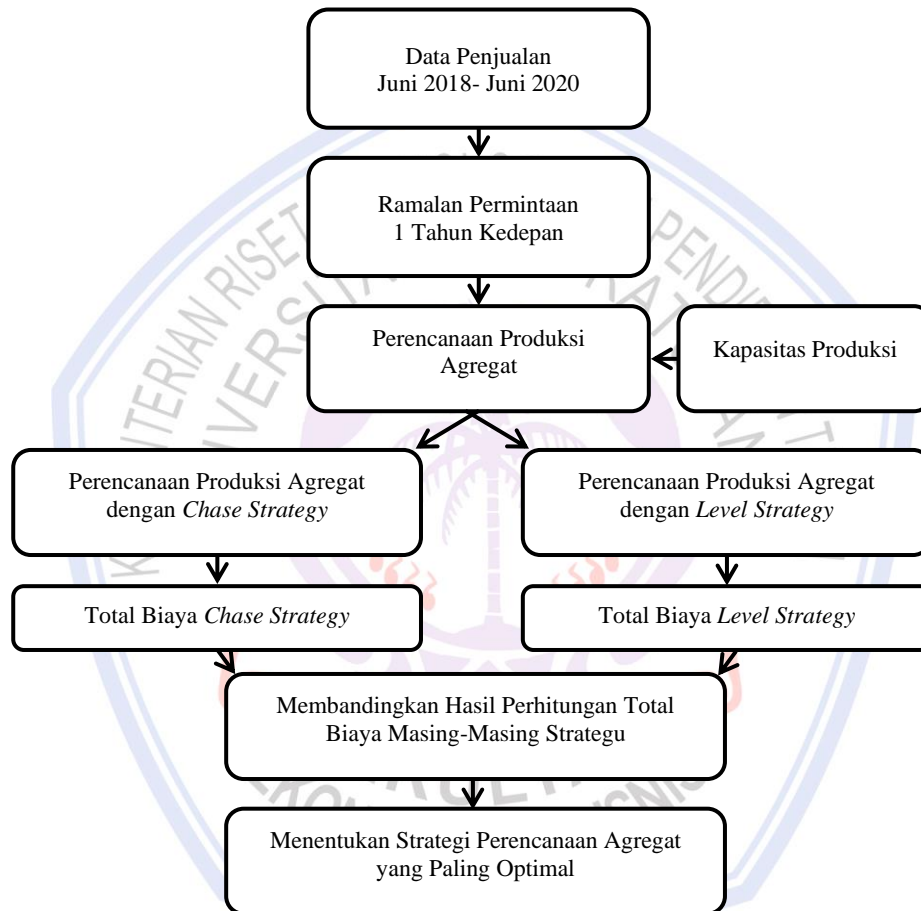 Data Penjualan
Juni 2018- Juni 2020
Ramalan Permintaan
1 Tahun Kedepan
Perencanaan Produksi
Agregat
Kapasitas Produksi
Perencanaan Produksi Agregat
dengan Chase Strategy
Perencanaan Produksi Agregat
dengan Level Strategy
Total Biaya Chase Strategy
Total Biaya Level Strategy
Membandingkan Hasil Perhitungan Total
Biaya Masing-Masing Strategu
Menentukan Strategi Perencanaan Agregat
yang Paling Optimal